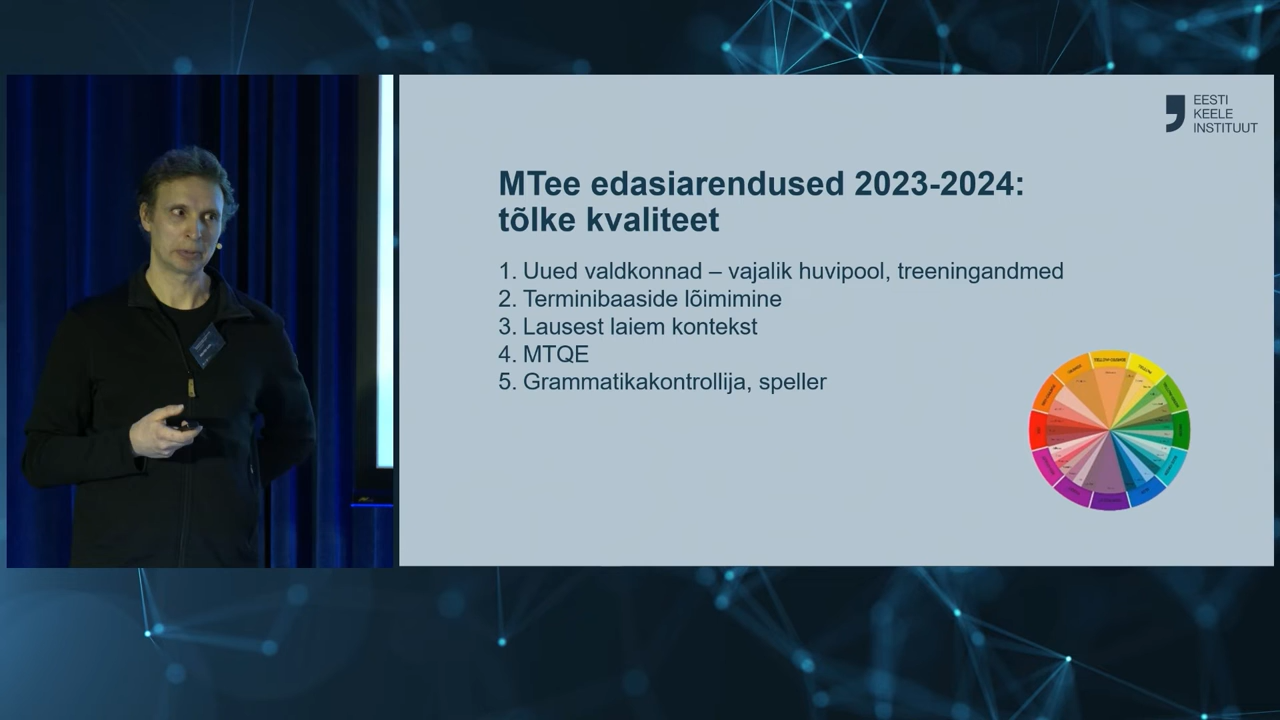 EESTI
KEELE
INSTITUUT
MTee edasiarendused 2023-2024:
tõlke kvaliteet
1. Uued valdkonnad – vajalik huvipool, treeningandmed
2. Terminibaaside lõimimine
3. Lausest laiem kontekst
4. MTQE
5. Grammatikakontrollija, speller